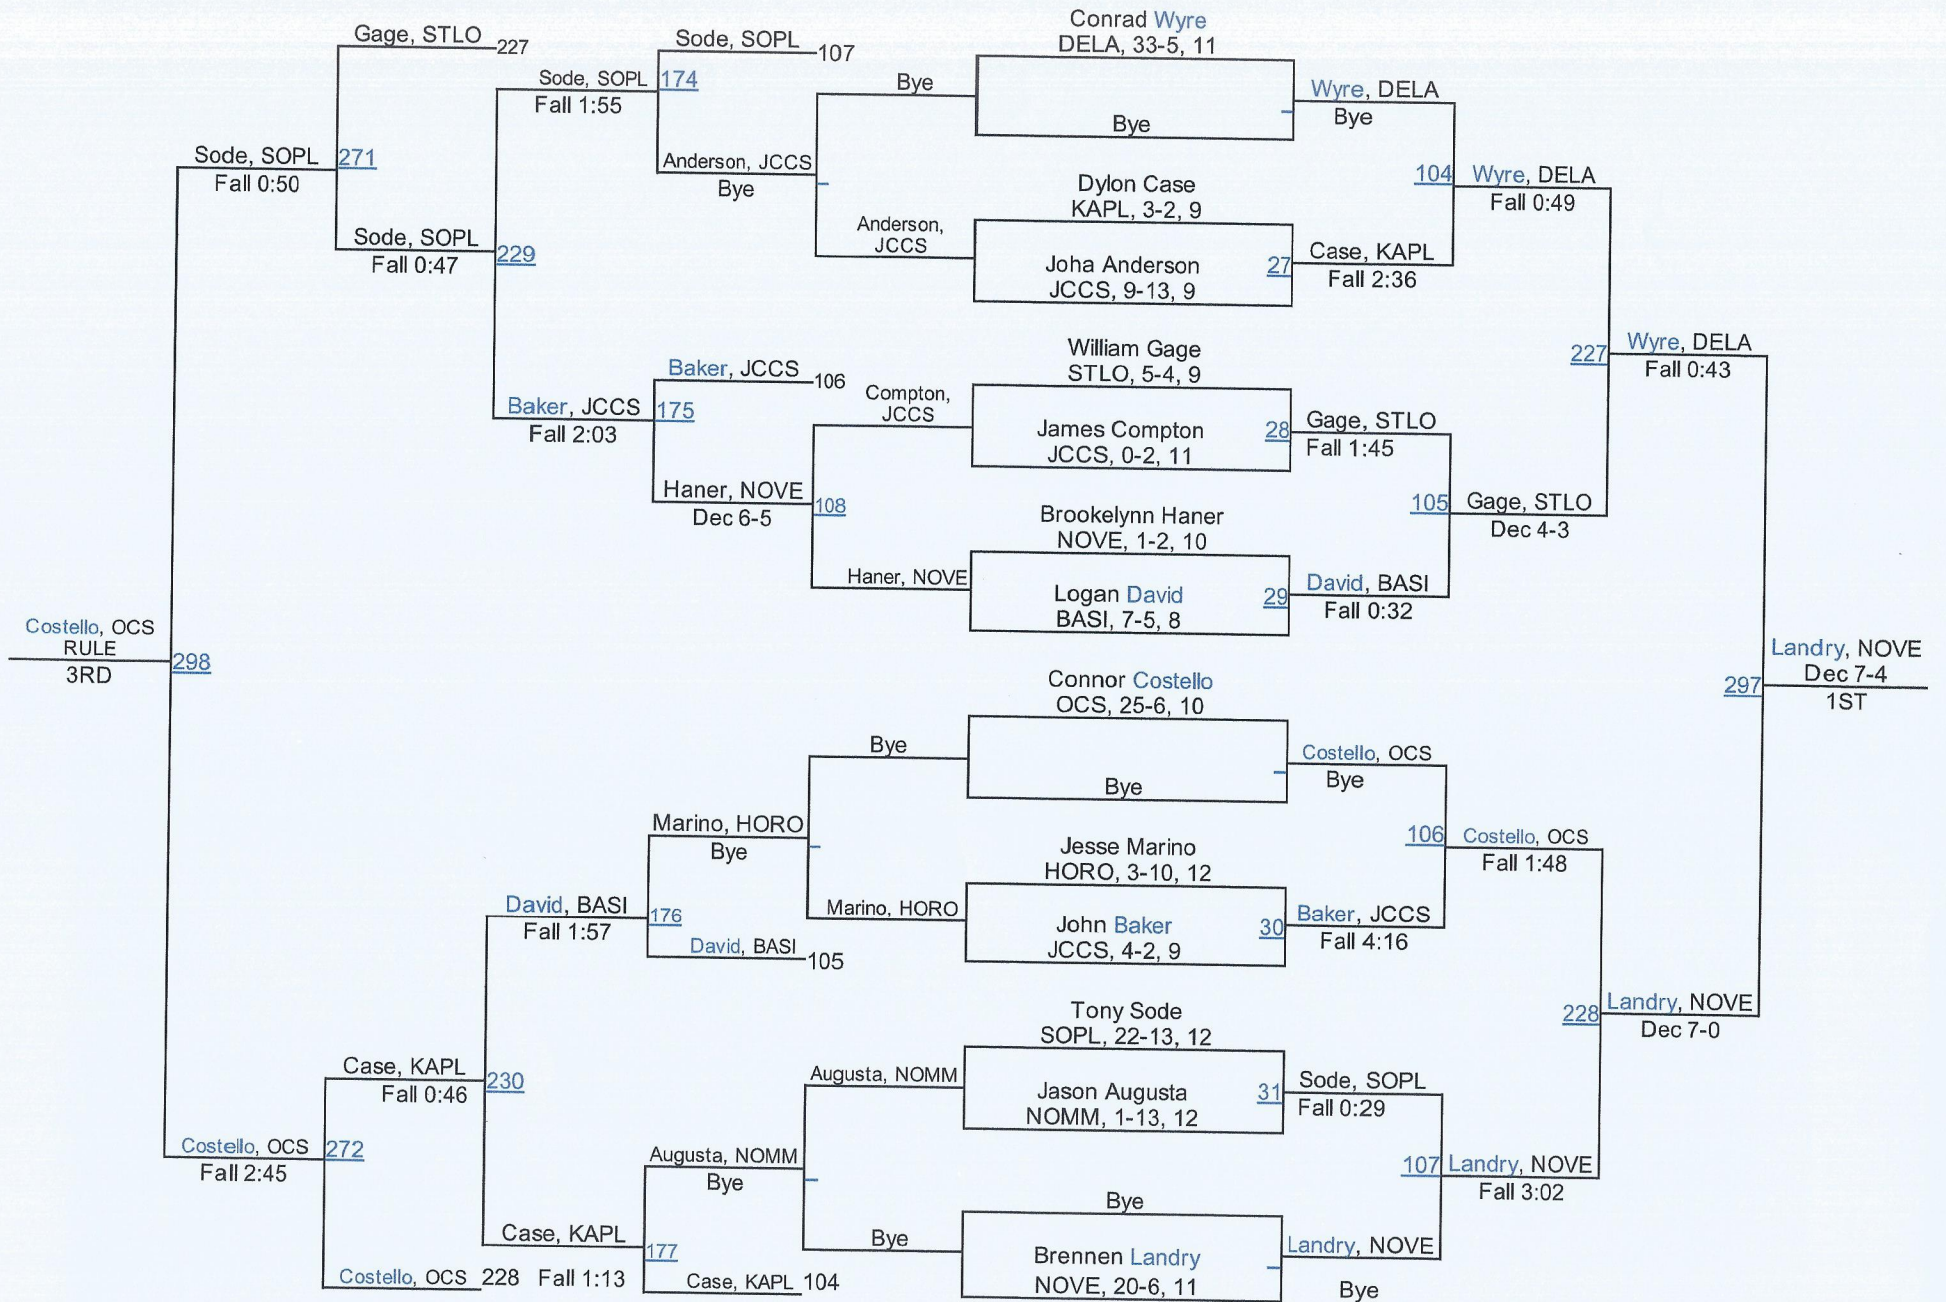 Gage, STLO
227
Sode, SOPL
107
Sode, SOPL
174
Fall 1:55
Sode, SOPL
271
Fall 0:50
Anderson, JCCS
Bye
Sode, SOPL
229
Fall 0:47
Baker, JCCS
106
Baker, JCCS
175
Fall 2:03
Haner, NOVE
108
Dec 6-5
Costello, OCS
RULE
298
3RD
Marino, HORO
Bye
David, BASI
176
Fall 1:57
David, BASI
105
Case, KAPL
230
Fall 0:46
Costello, OCS
272
Fall 2:45
Augusta, NOMM
Bye
Case, KAPL
177
Fall 1:13
Costello, OCS
228
Case, KAPL
104
Bye
Anderson,
JCCS
Compton,
JCCS
Haner, NOVE
Bye
Marino, HORO
Augusta, NOMM
Bye
Conrad Wyre
DELA, 33-5, 11
Bye
Dylon Case
KAPL, 3-2, 9
Joha Anderson
27
JCCS, 9-13, 9
William Gage
STLO, 5-4, 9
James Compton
28
JCCS, 0-2, 11
Brookelynn Haner
NOVE, 1-2, 10
Logan David
29
BASI, 7-5, 8
Connor Costello
OCS, 25-6, 10
Bye
Jesse Marino
HORO, 3-10, 12
John Baker
30
JCCS, 4-2, 9
Tony Sode
SOPL, 22-13, 12
Jason Augusta
31
NOMM, 1-13, 12
Bye
Brennen Landry
NOVE, 20-6, 11
Wyre, DELA
Bye
Case, KAPL
Fall 2:36
Gage, STLO
Fall 1:45
David, BASI
Fall 0:32
Costello, OCS
Bye
Baker, JCCS
Fall 4:16
Sode, SOPL
Fall 0:29
Landry, NOVE
Bye
104
Wyre, DELA
Fall 0:49
105
Gage, STLO
Dec 4-3
106
Costello, OCS
Fall 1:48
107
Landry, NOVE
Fall 3:02
227
Wyre, DELA
Fall 0:43
228
Landry, NOVE
Dec 7-0
297
Landry, NOVE
Dec 7-4
1ST